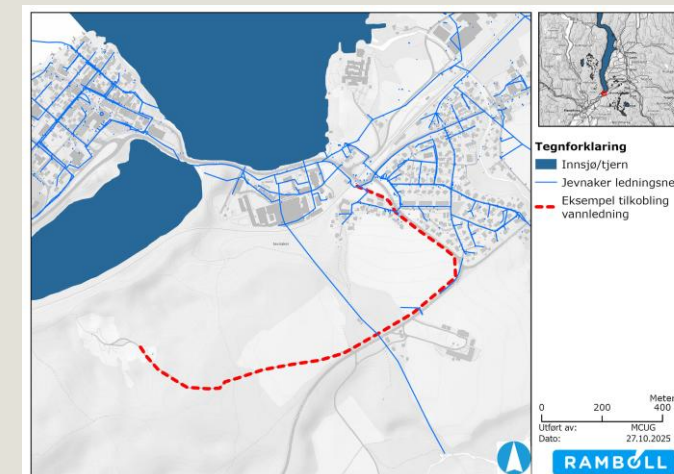 Tegnforklaring
Innsjø/tjern
Jevnaker ledningsne
Eksempel tilkobling
vannledning
Meter
0 200 400
Utført av: MCUG
Dato: 27.10.2025
RAMBOLL